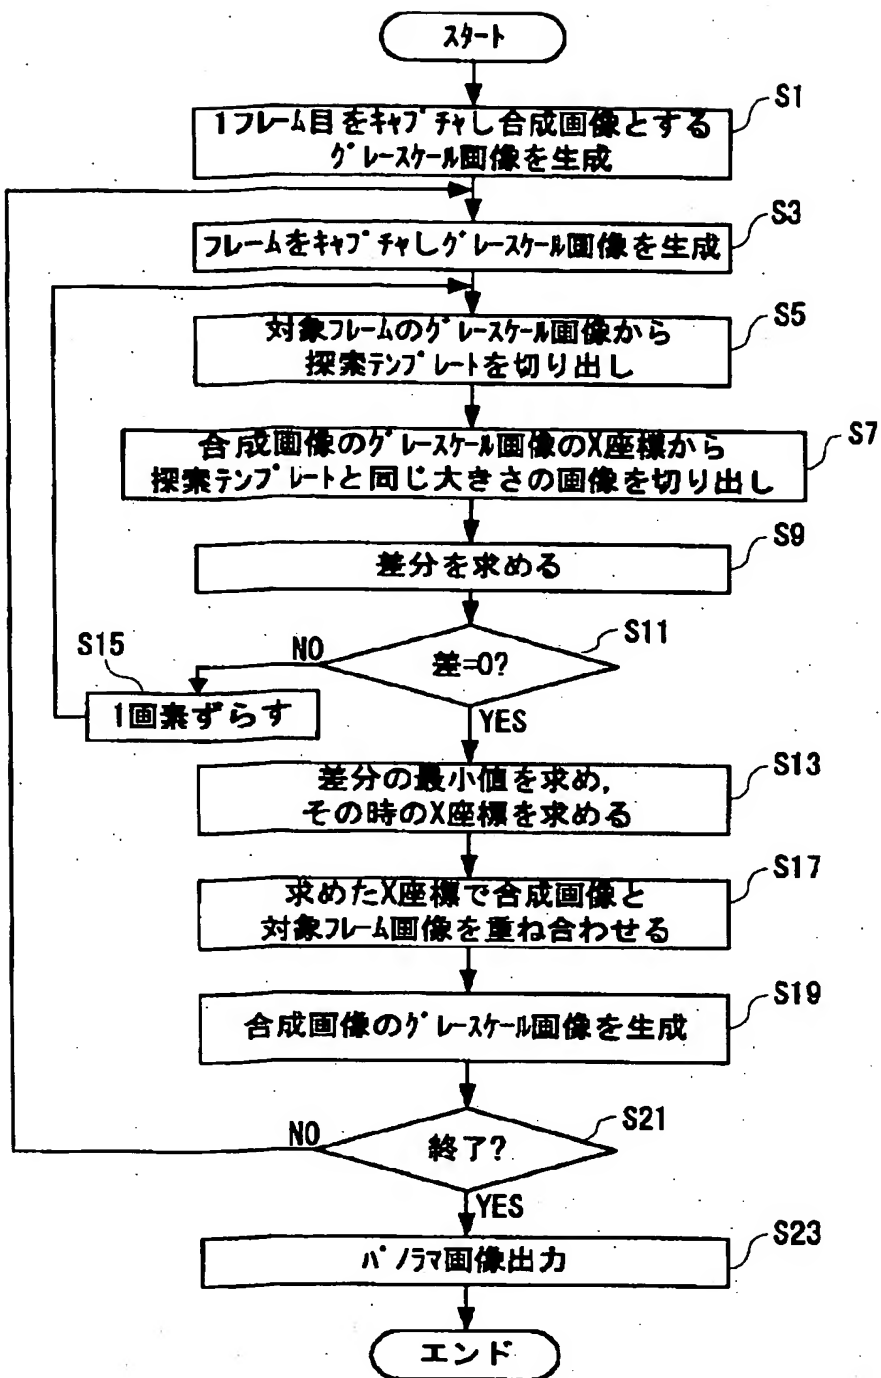 スタート
S1
1フレーム目をキャプチャし合成画像とする
グレースケール画像を生成
S3
フレームをキャプチャしグレースケール画像を生成
S5
対象フレームのグレースケール画像から
探索テンプレートを切り出し
S7
合成画像のグレースケール画像のX座標から
探索テンプレートと同じ大きさの画像を切り出し
S9
差分を求める
S11
差=0?
NO
S15
1画素ずらす
YES
S13
差分の最小値を求め,
その時のX座標を求める
S17
求めたX座標で合成画像と
対象フレーム画像を重ね合わせる
S19
合成画像のグレースケール画像を生成
S21
終了?
NO
YES
S23
パノラマ画像出力
エンド